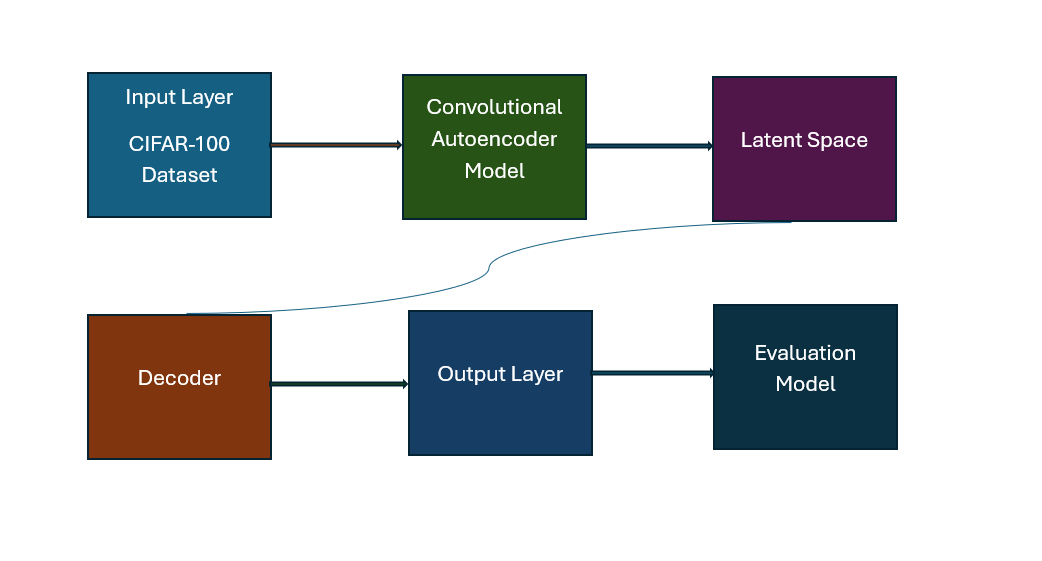 Input Layer
CIFAR-100
Dataset
Convolutional
Autoencoder
Model
Latent Space
Decoder
Output Layer
Evaluation
Model